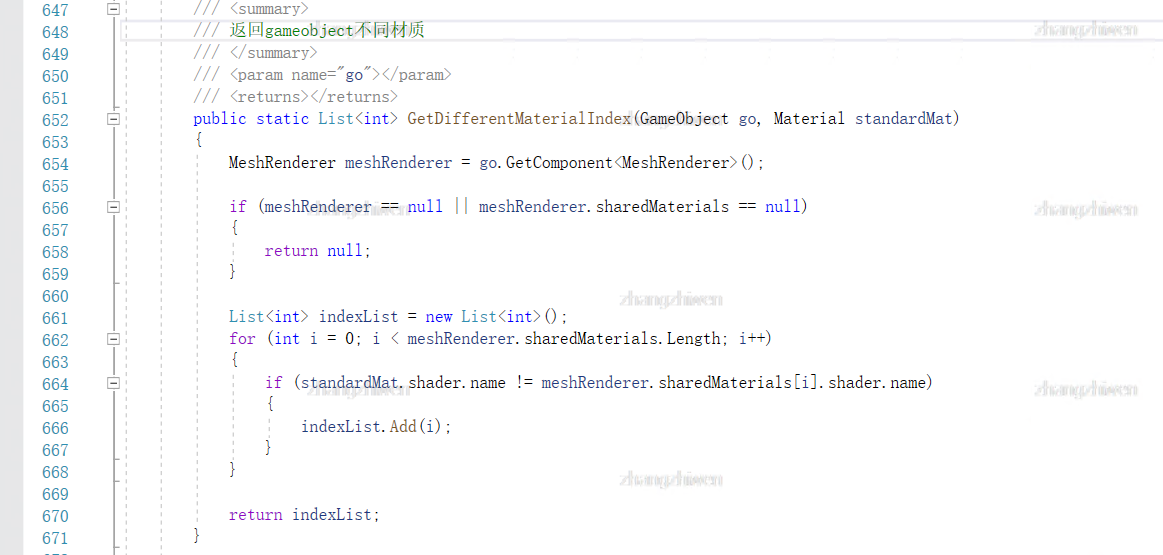 647 /// <summary>
648 /// 返回gameobject不同材质
649 /// </summary>
650 /// <param name="go"></param>
651 /// <returns></returns>
652 public static List<int> GetDifferentMaterialIndex(GameObject go, Material standardMat)
653 {
654 MeshRenderer meshRenderer = go.GetComponent<MeshRenderer>();
655
656 if (meshRenderer == null || meshRenderer.sharedMaterials == null)
657 {
658 return null;
659 }
660
661 List<int> indexList = new List<int>();
662 for (int i = 0; i < meshRenderer.sharedMaterials.Length; i++)
663 {
664 if (standardMat.shader.name != meshRenderer.sharedMaterials[i].shader.name)
665 {
666 indexList.Add(i);
667 }
668 }
669
670 return indexList;
671 }
zhangzhiwen
zhangzhiwen
zhangzhiwen
zhangzhiwen
zhangzhiwen